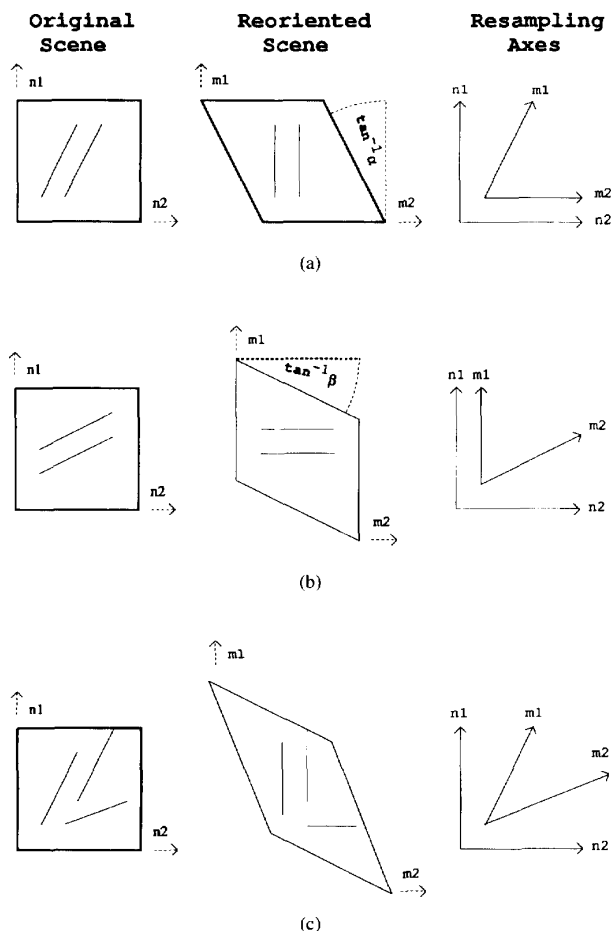 Original Scene
Reoriented Scene
Resampling Axes
n1
n2
m1
tan⁻¹α
m2
n1
m1
m2
n2
(a)
n1
n2
m1
tan⁻¹β
m2
n1 m1
m2
n2
(b)
n1
n2
m1
m2
n1
m1
m2
n2
(c)